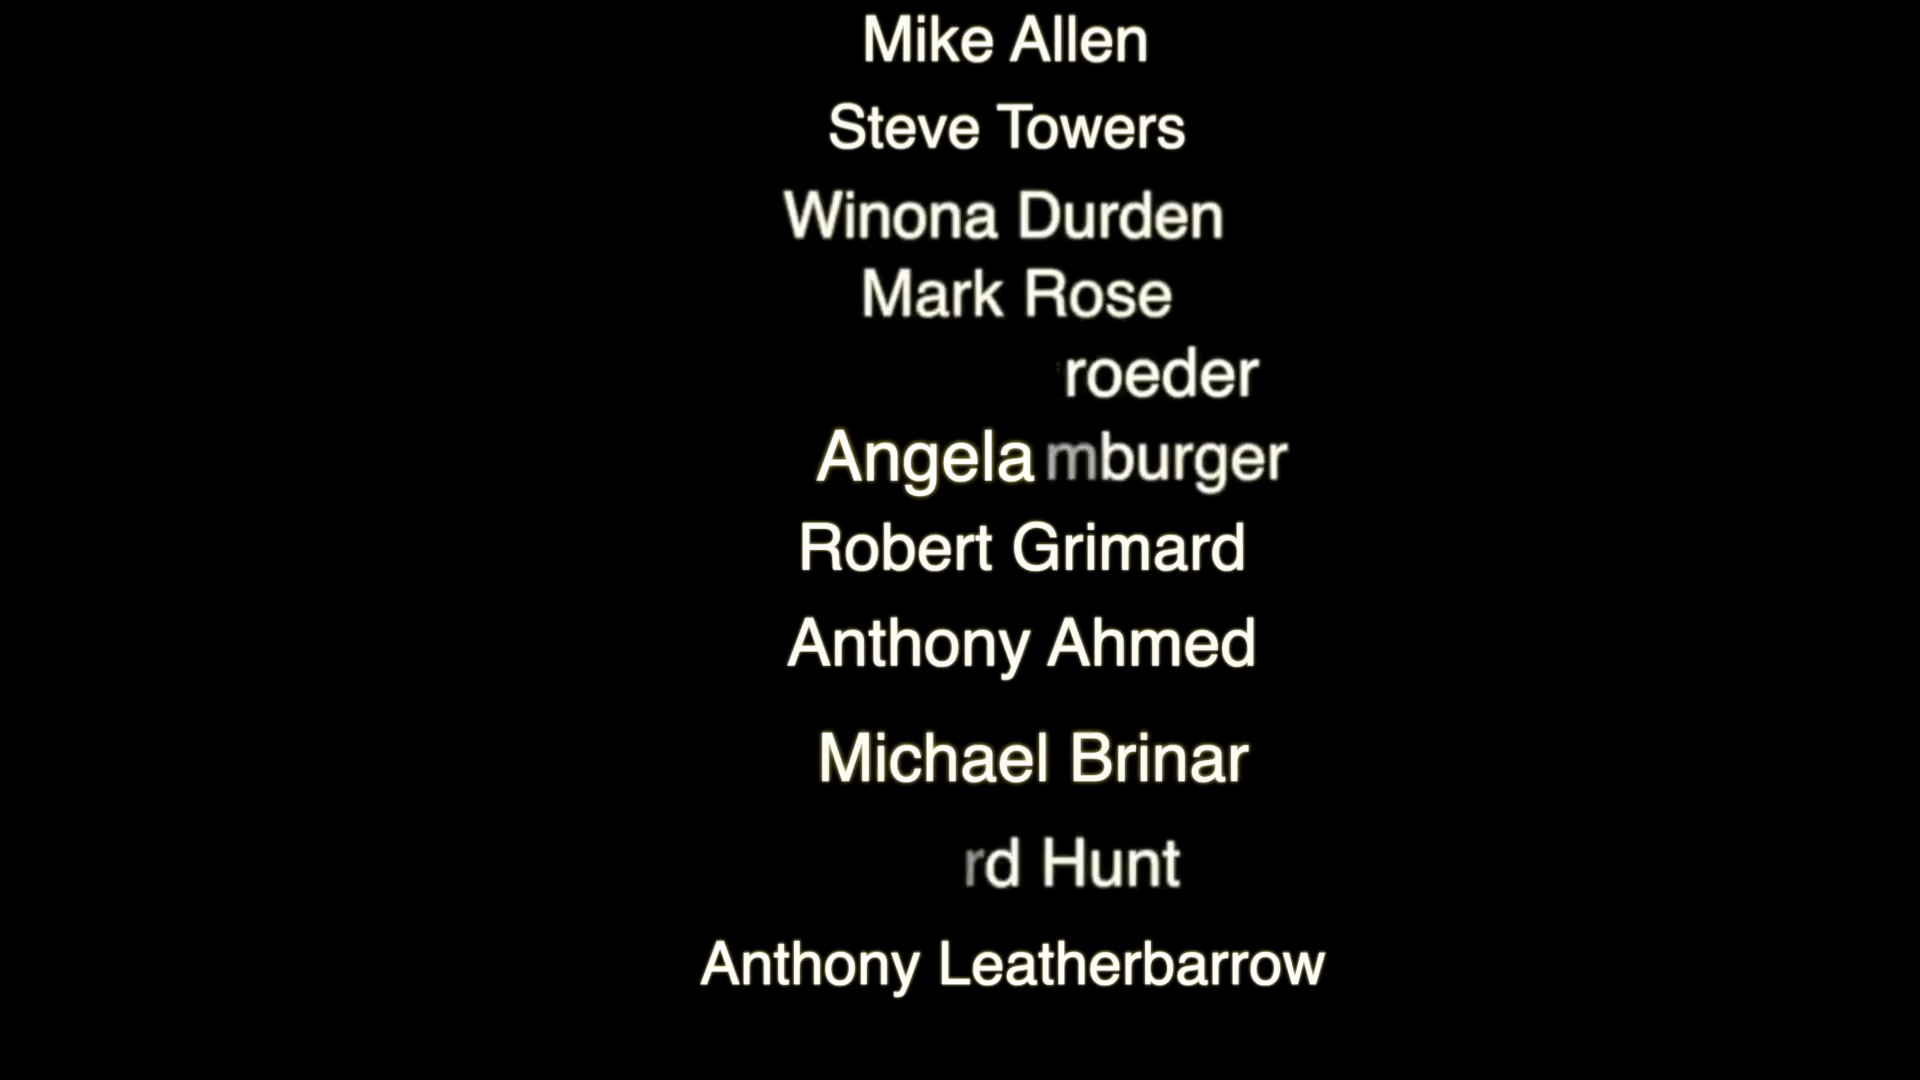 Mike Allen
Steve Towers
Winona Durden
Mark Rose
roeder
Angela mburger
Robert Grimard
Anthony Ahmed
Michael Brinar
rd Hunt
Anthony Leatherbarrow